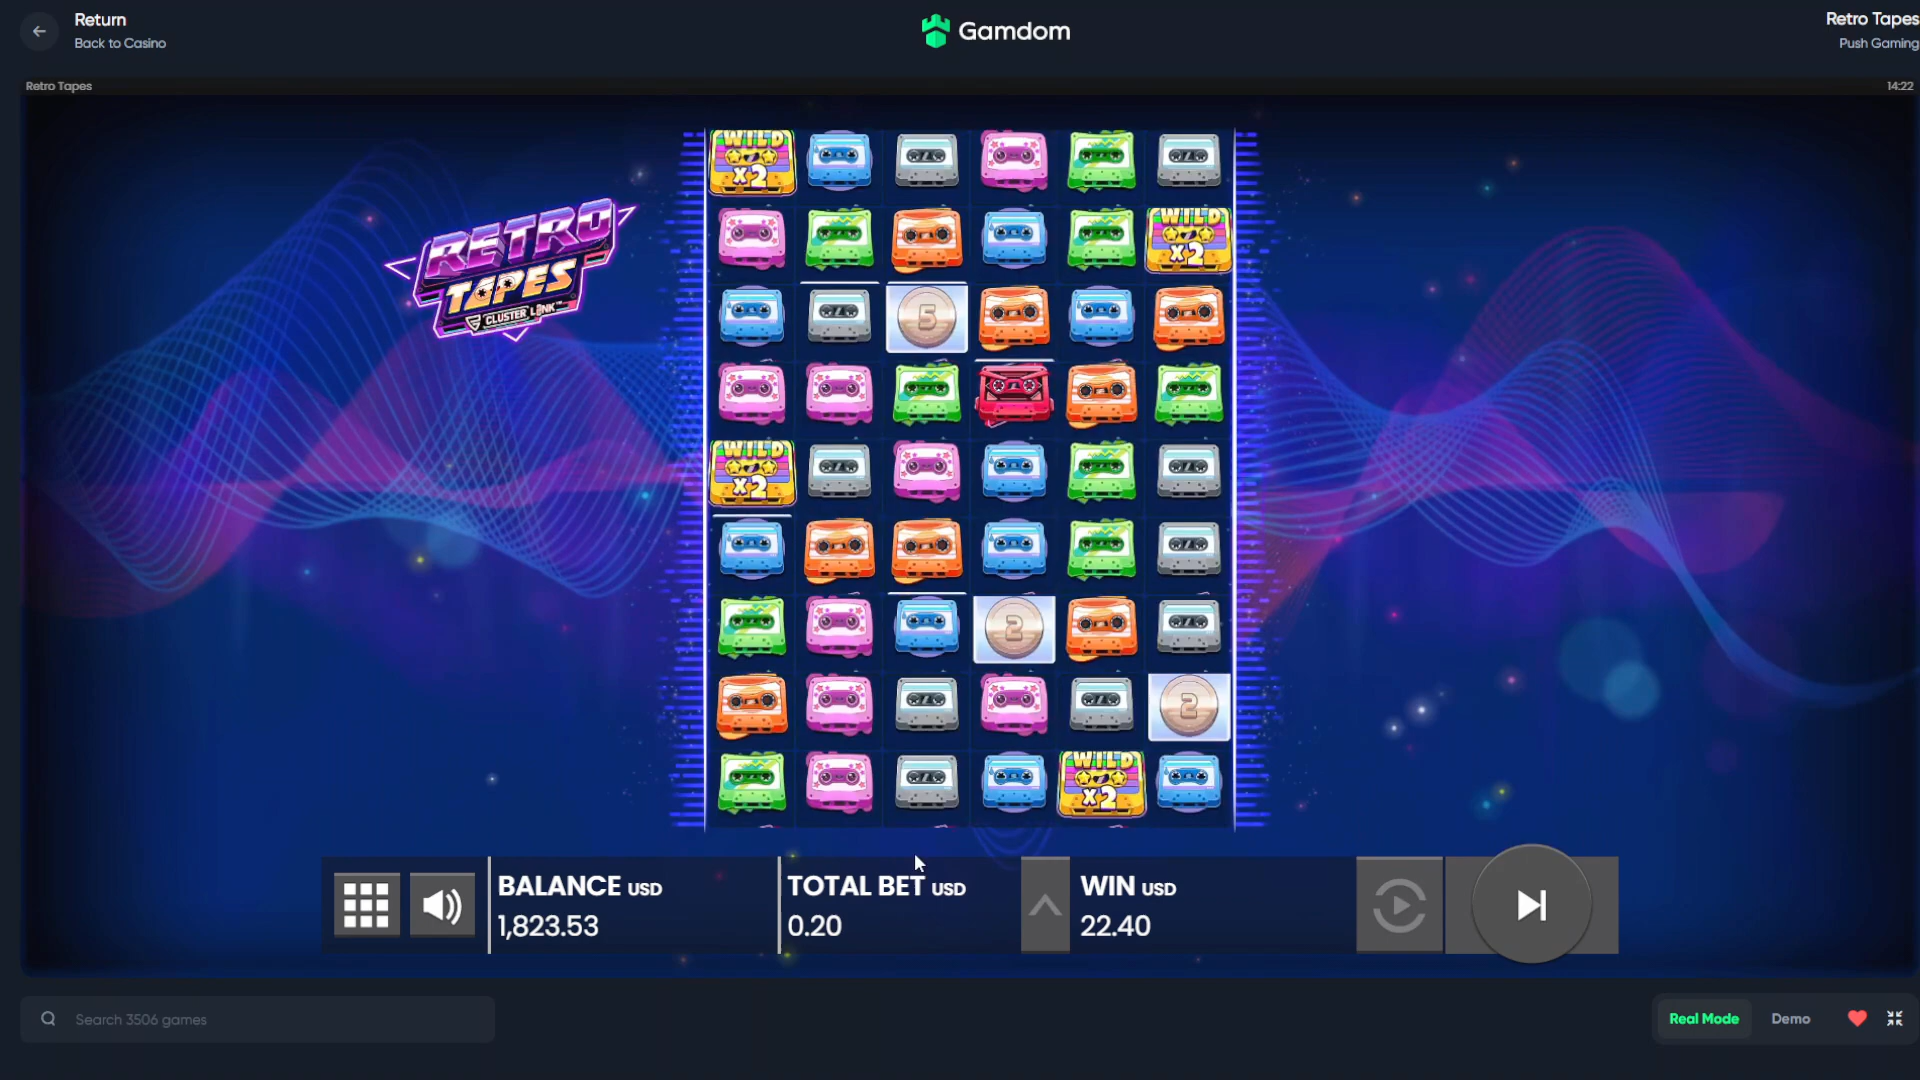 Return
Back to Casino
Gamdom
Retro Tapes
Push Gaming
Retro Tapes
14:22
RETRO
TAPES
CLUSTER LINK™
WILD
x2
WILD
x2
5
WILD
x2
2
2
WILD
x2
BALANCE USD
1,823.53
TOTAL BET USD
0.20
WIN USD
22.40
Search 3506 games
Real Mode
Demo